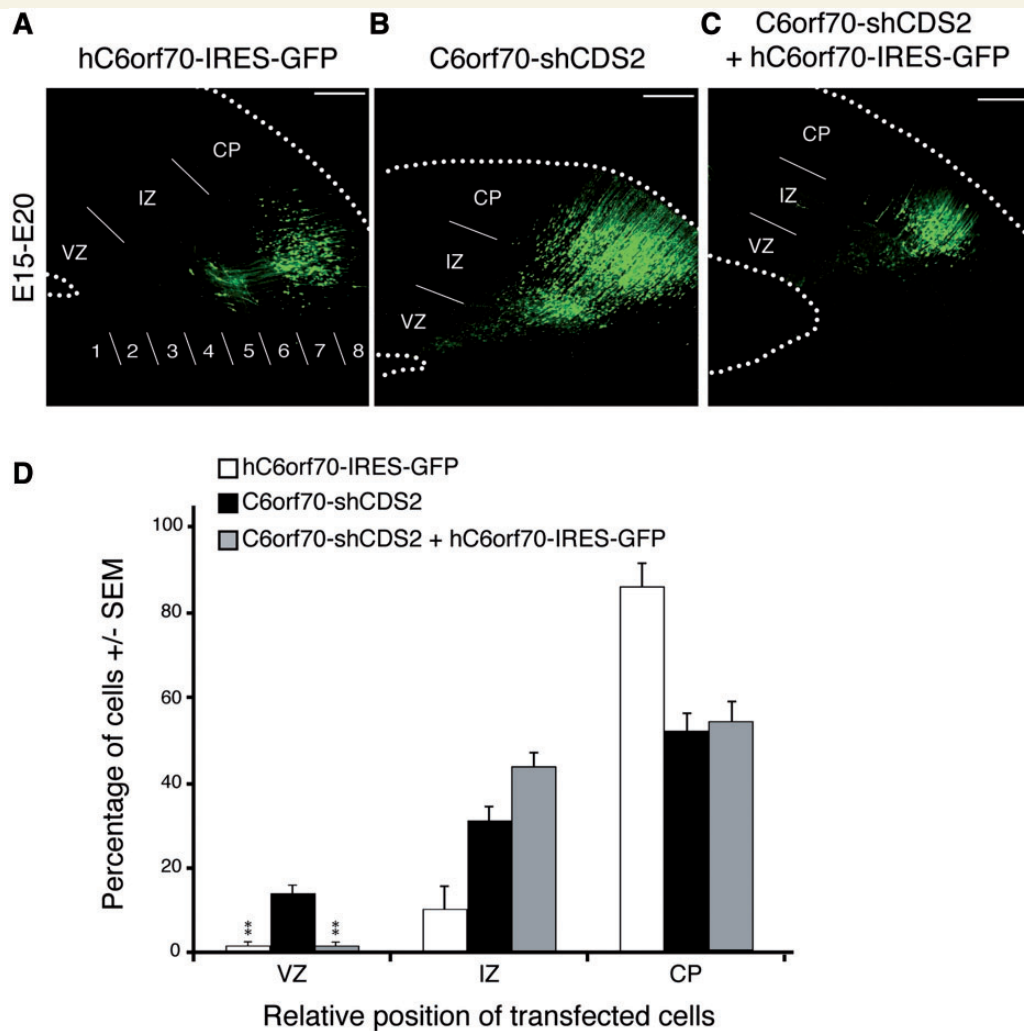 A
hC6orf70-IRES-GFP
B
C6orf70-shCDS2
C
C6orf70-shCDS2
+ hC6orf70-IRES-GFP
E15-E20
CP
IZ
VZ
1 2 3 4 5 6 7 8
CP
IZ
VZ
CP
IZ
VZ
D
hC6orf70-IRES-GFP
C6orf70-shCDS2
C6orf70-shCDS2 + hC6orf70-IRES-GFP
Percentage of cells +/- SEM
100
80
60
40
20
0
**
**
VZ
IZ
CP
Relative position of transfected cells